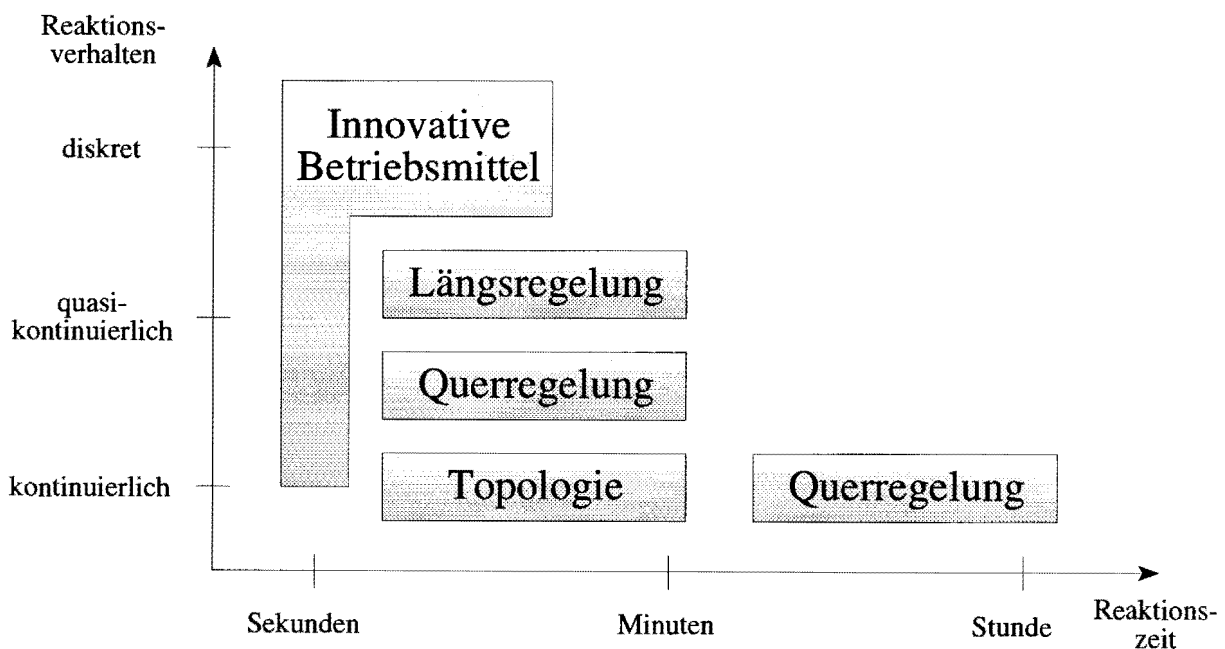 Reaktions-
verhalten
diskret
Innovative
Betriebsmittel
quasi-
kontinuierlich
Längsregelung
Querregelung
kontinuierlich
Topologie
Querregelung
Sekunden
Minuten
Stunde
Reaktions-
zeit